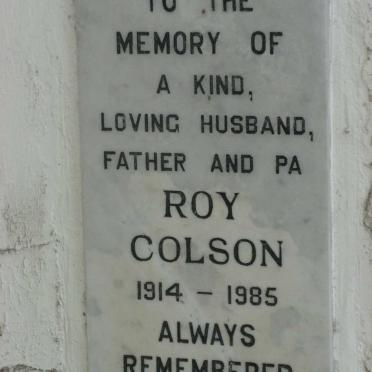 TO THE
MEMORY OF
A KIND,
LOVING HUSBAND,
FATHER AND PA
ROY
COLSON
1914 – 1985
ALWAYS
REMEMBERED